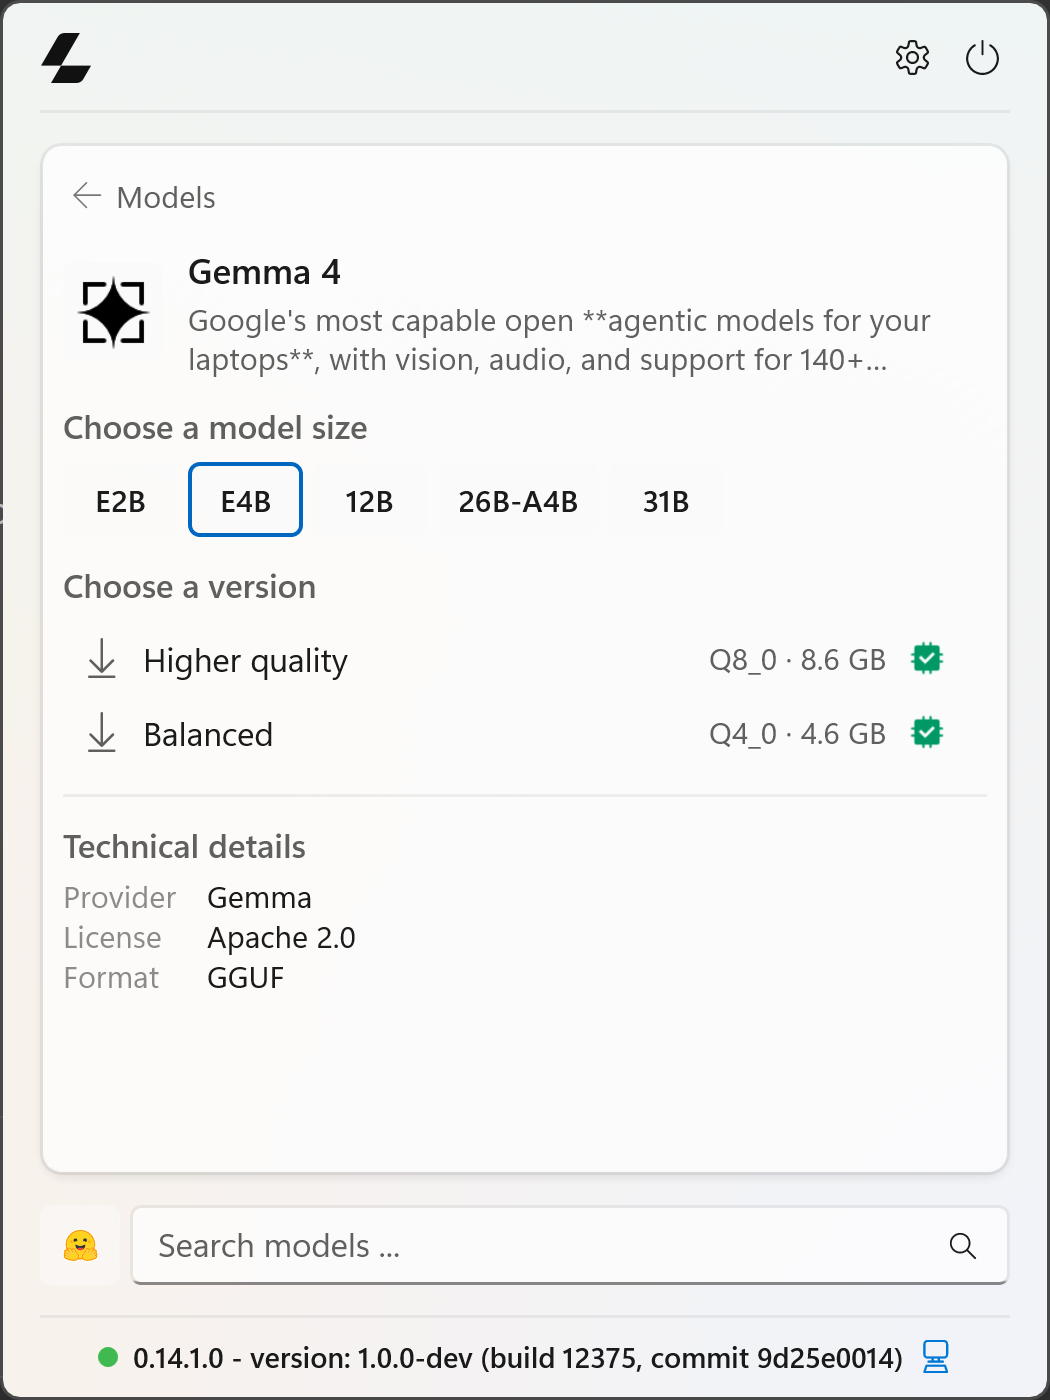 Models
Gemma 4
Google's most capable open **agentic models for your
laptops**, with vision, audio, and support for 140+...
Choose a model size
E2B E4B 12B 26B-A4B 31B
Choose a version
Higher quality Q8_0 · 8.6 GB
Balanced Q4_0 · 4.6 GB
Technical details
Provider Gemma
License Apache 2.0
Format GGUF
Search models ...
0.14.1.0 - version: 1.0.0-dev (build 12375, commit 9d25e0014)